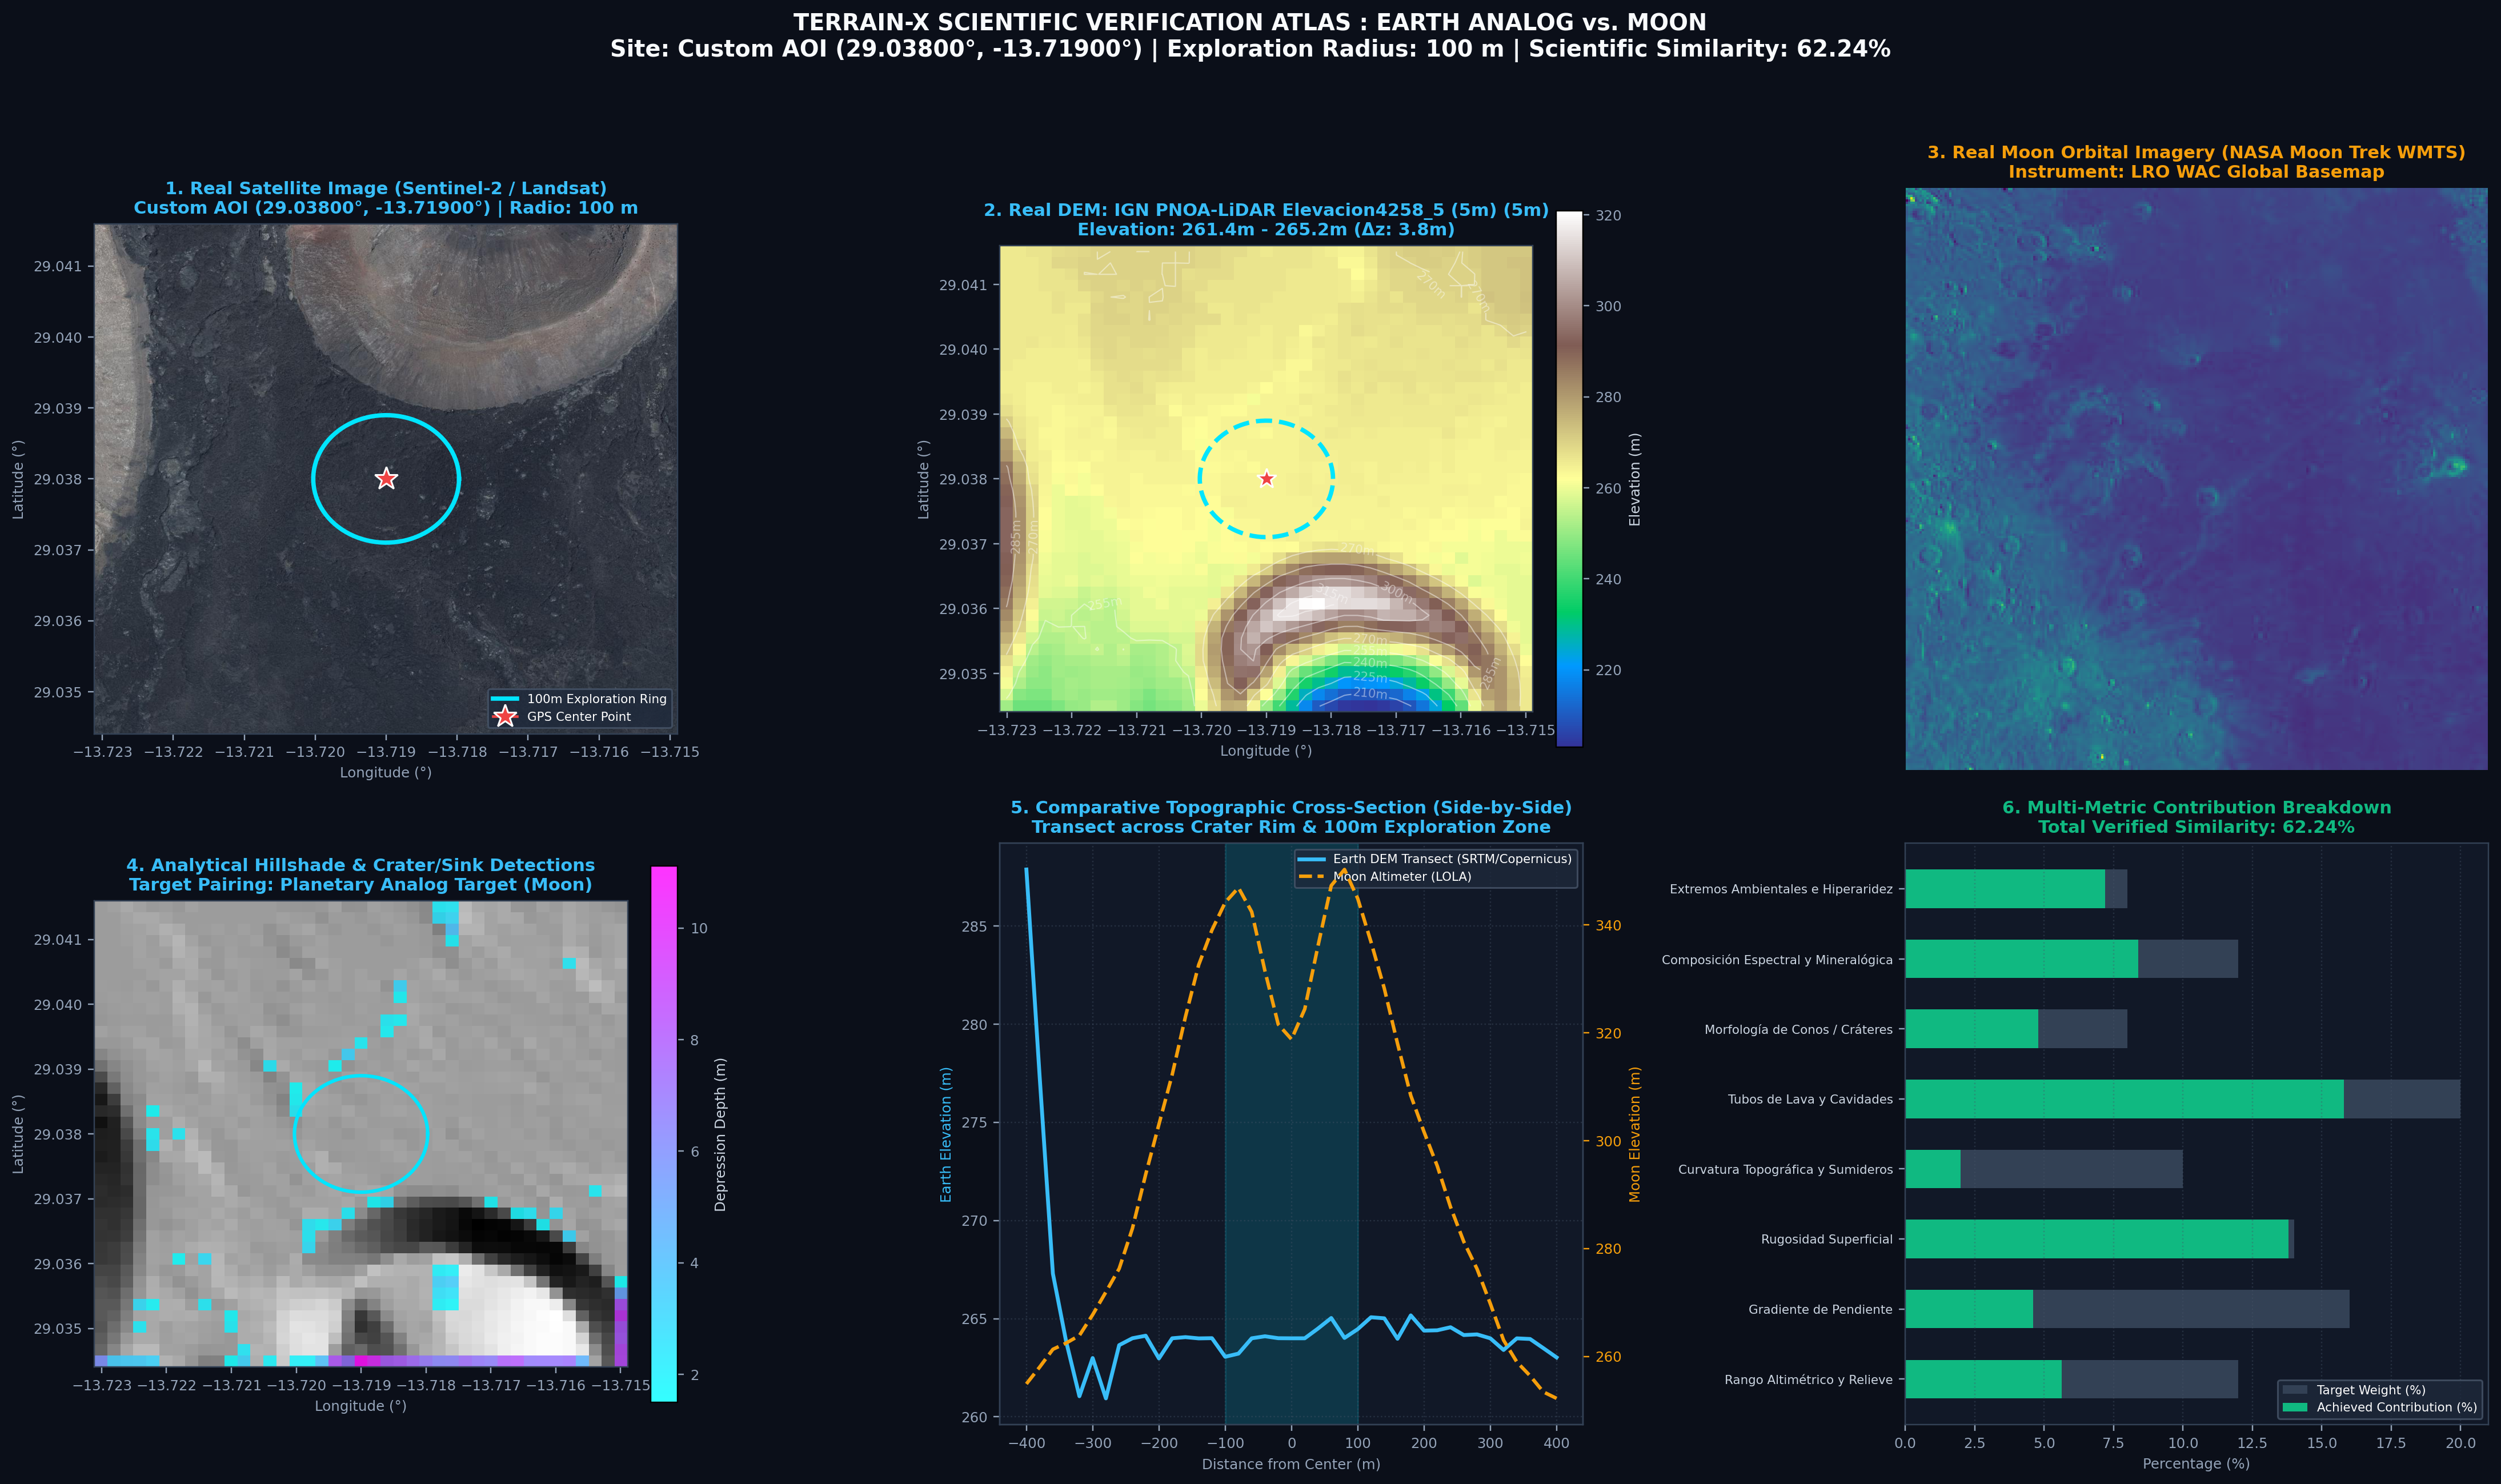 TERRAIN-X SCIENTIFIC VERIFICATION ATLAS : EARTH ANALOG vs. MOON
Site: Custom AOI (29.03800°, -13.71900°) | Exploration Radius: 100 m | Scientific Similarity: 62.24%
1. Real Satellite Image (Sentinel-2 / Landsat)
Custom AOI (29.03800°, -13.71900°) | Radio: 100 m
29.041
29.040
29.039
29.038
29.037
29.036
29.035
Latitude (°)
100m Exploration Ring
GPS Center Point
−13.723 −13.722 −13.721 −13.720 −13.719 −13.718 −13.717 −13.716 −13.715
Longitude (°)
2. Real DEM: IGN PNOA-LiDAR Elevacion4258_5 (5m) (5m)
Elevation: 261.4m - 265.2m (Δz: 3.8m)
29.041
29.040
29.039
29.038
29.037
29.036
29.035
Latitude (°)
270m
270m
285m
270m
255m
270m
315m
300m
270m
240m
225m
210m
285m
−13.723 −13.722 −13.721 −13.720 −13.719 −13.718 −13.717 −13.716 −13.715
Longitude (°)
320
300
280
260
240
220
Elevation (m)
3. Real Moon Orbital Imagery (NASA Moon Trek WMTS)
Instrument: LRO WAC Global Basemap
4. Analytical Hillshade & Crater/Sink Detections
Target Pairing: Planetary Analog Target (Moon)
29.041
29.040
29.039
29.038
29.037
29.036
29.035
Latitude (°)
−13.723 −13.722 −13.721 −13.720 −13.719 −13.718 −13.717 −13.716 −13.715
Longitude (°)
10
8
6
4
2
Depression Depth (m)
5. Comparative Topographic Cross-Section (Side-by-Side)
Transect across Crater Rim & 100m Exploration Zone
Earth DEM Transect (SRTM/Copernicus)
Moon Altimeter (LOLA)
285
280
275
270
265
260
Earth Elevation (m)
340
320
300
280
260
Moon Elevation (m)
−400 −300 −200 −100 0 100 200 300 400
Distance from Center (m)
6. Multi-Metric Contribution Breakdown
Total Verified Similarity: 62.24%
Extremos Ambientales e Hiperaridez
Composición Espectral y Mineralógica
Morfología de Conos / Cráteres
Tubos de Lava y Cavidades
Curvatura Topográfica y Sumideros
Rugosidad Superficial
Gradiente de Pendiente
Rango Altimétrico y Relieve
Target Weight (%)
Achieved Contribution (%)
0.0 2.5 5.0 7.5 10.0 12.5 15.0 17.5 20.0
Percentage (%)